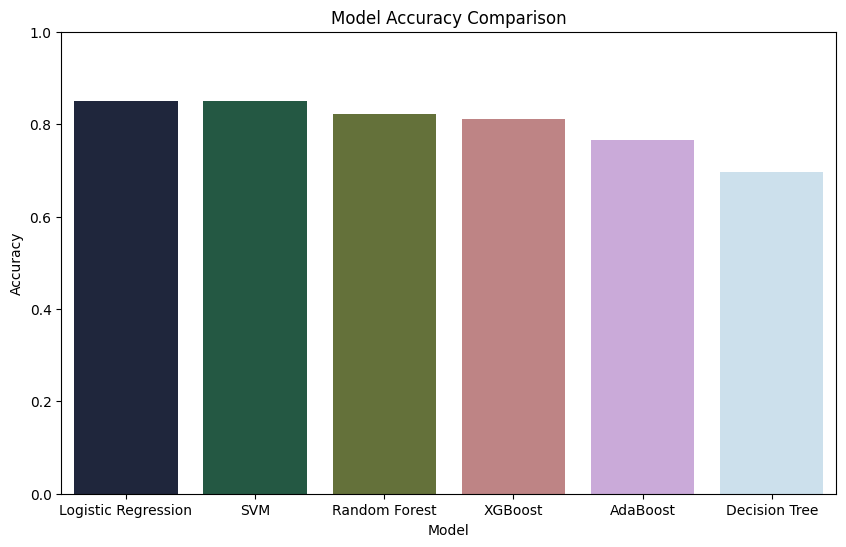 Model Accuracy Comparison
1.0
0.8
0.6
0.4
0.2
0.0
Accuracy
Logistic Regression SVM Random Forest XGBoost AdaBoost Decision Tree
Model